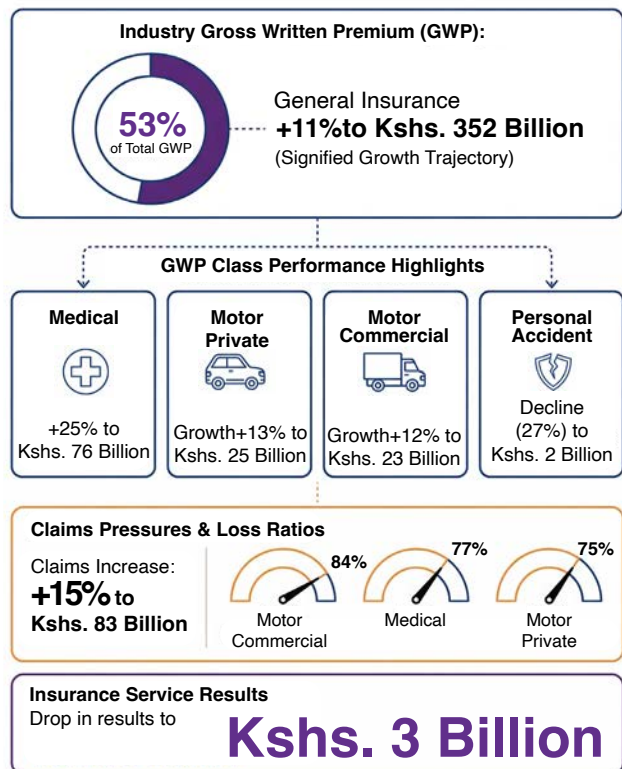 Industry Gross Written Premium (GWP):
53%
of Total GWP
General Insurance
+11%to Kshs. 352 Billion
(Signified Growth Trajectory)
GWP Class Performance Highlights
Medical
+25% to
Kshs. 76 Billion
Motor
Private
Growth+13% to
Kshs. 25 Billion
Motor
Commercial
Growth+12% to
Kshs. 23 Billion
Personal
Accident
Decline
(27%) to
Kshs. 2 Billion
Claims Pressures & Loss Ratios
Claims Increase:
+15% to
Kshs. 83 Billion
84%
Motor
Commercial
77%
Medical
75%
Motor
Private
Insurance Service Results
Drop in results to
Kshs. 3 Billion